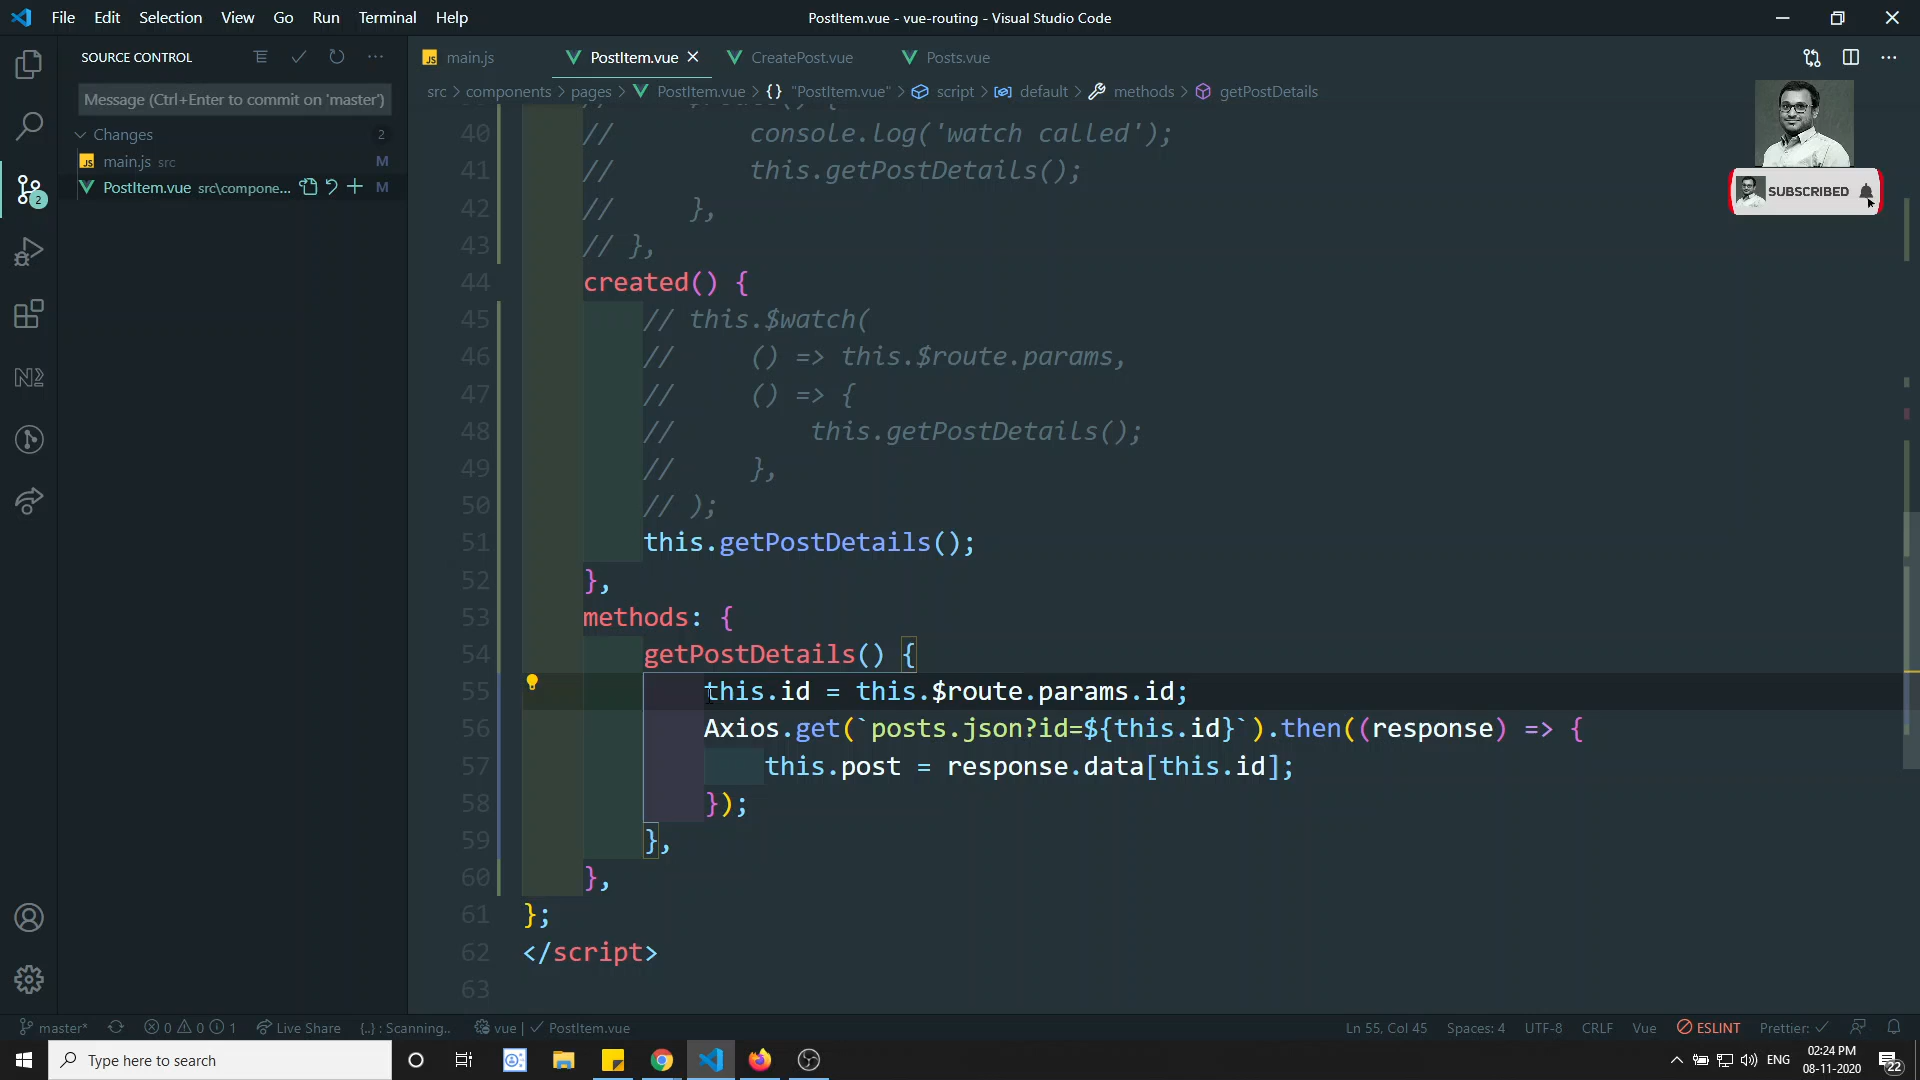 File Edit Selection View Go Run Terminal Help
PostItem.vue - vue-routing - Visual Studio Code
SOURCE CONTROL
Message (Ctrl+Enter to commit on 'master')
Changes 2
JS main.js src M
PostItem.vue src\compone... M
2
JS main.js
PostItem.vue
CreatePost.vue
Posts.vue
src > components > pages > PostItem.vue > {} "PostItem.vue" > script > default > methods > getPostDetails
SUBSCRIBED
40 // console.log('watch called');
41 // this.getPostDetails();
42 // },
43 // },
44 created() {
45 // this.$watch(
46 // () => this.$route.params,
47 // () => {
48 // this.getPostDetails();
49 // },
50 // );
51 this.getPostDetails();
52 },
53 methods: {
54 getPostDetails() {
55 this.id = this.$route.params.id;
56 Axios.get(`posts.json?id=${this.id}`).then((response) => {
57 this.post = response.data[this.id];
58 });
59 },
60 },
61 };
62 </script>
63
master* 0 0 1 Live Share {..} : Scanning.. vue | PostItem.vue
Ln 55, Col 45 Spaces: 4 UTF-8 CRLF Vue ESLINT Prettier:
Type here to search
ENG
02:24 PM
08-11-2020
22